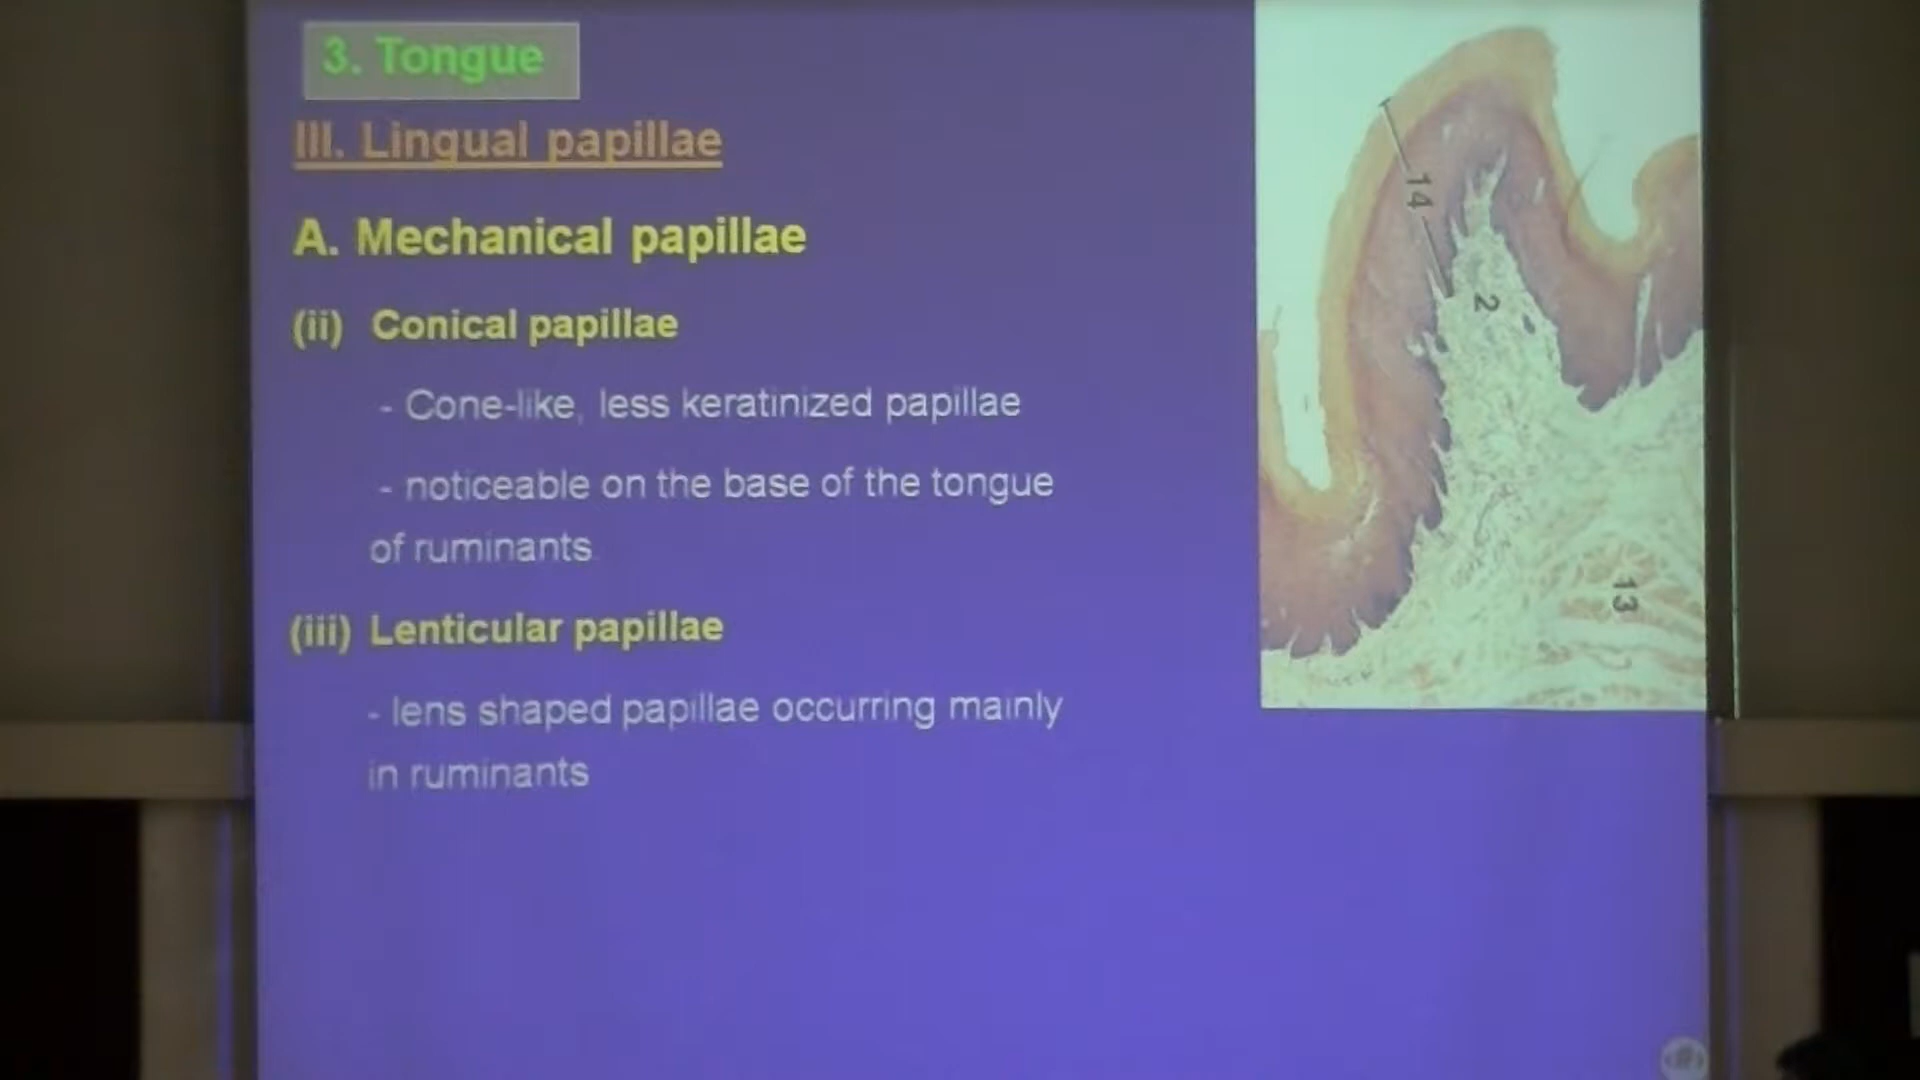 3. Tongue
III. Lingual papillae
A. Mechanical papillae
(ii) Conical papillae
- Cone-like, less keratinized papillae
- noticeable on the base of the tongue
of ruminants
(iii) Lenticular papillae
- lens shaped papillae occurring mainly
in ruminants
14
2
13